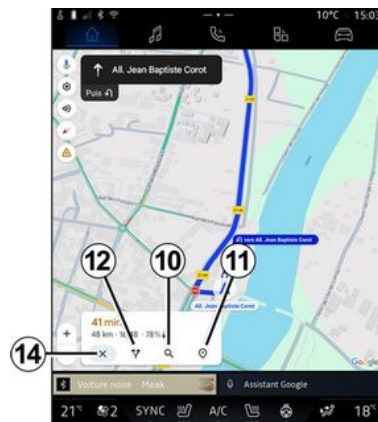 10°C 15:03
All. Jean Baptiste Corot
Puis
vers All. Jean Baptiste Corot
All. Jean Baptiste Corot
12
10
11
14
41 min
48 km · 16:48 · 78%
Google
Voiture noire · Meak
Assistant Google
21° 2 SYNC A/C 18°